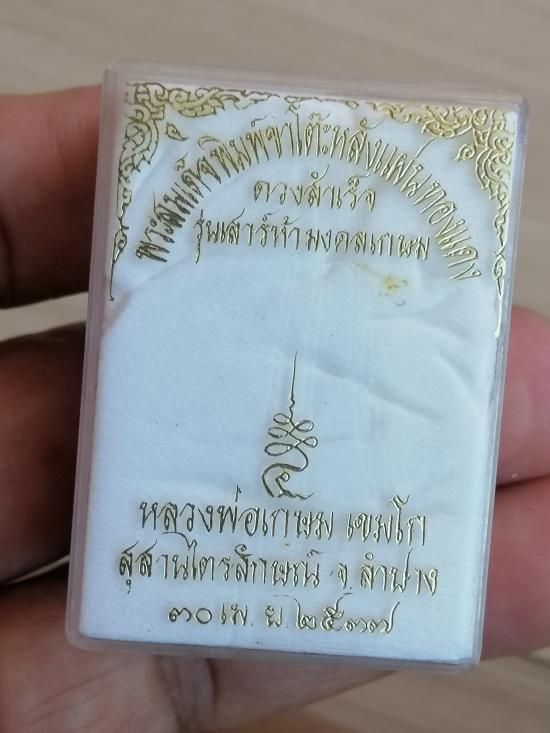 พระสมเด็จพิมพ์ขาโต๊ะหลังแผ่นทองแดง
ดวงสำเร็จ
รุ่นเสาร์ห้ามงคลเกษม
หลวงพ่อเกษม เขมโก
สุสานไตรลักษณ์ จ.ลำปาง
๓๐ เม.ย.๒๕๓๗